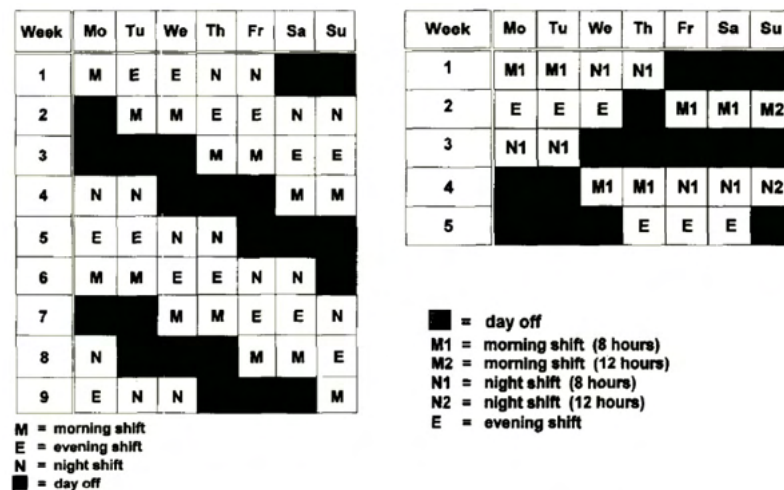 Week Mo Tu We Th Fr Sa Su
1 M E E N N
2 M M E E N N
3 M M E E
4 N N M M
5 E E N N
6 M M E E N N
7 M M E E N
8 N M M E
9 E N N M
M = morning shift
E = evening shift
N = night shift
= day off
Week Mo Tu We Th Fr Sa Su
1 M1 M1 N1 N1
2 E E E M1 M1 M2
3 N1 N1
4 M1 M1 N1 N1 N2
5 E E E
= day off
M1 = morning shift (8 hours)
M2 = morning shift (12 hours)
N1 = night shift (8 hours)
N2 = night shift (12 hours)
E = evening shift